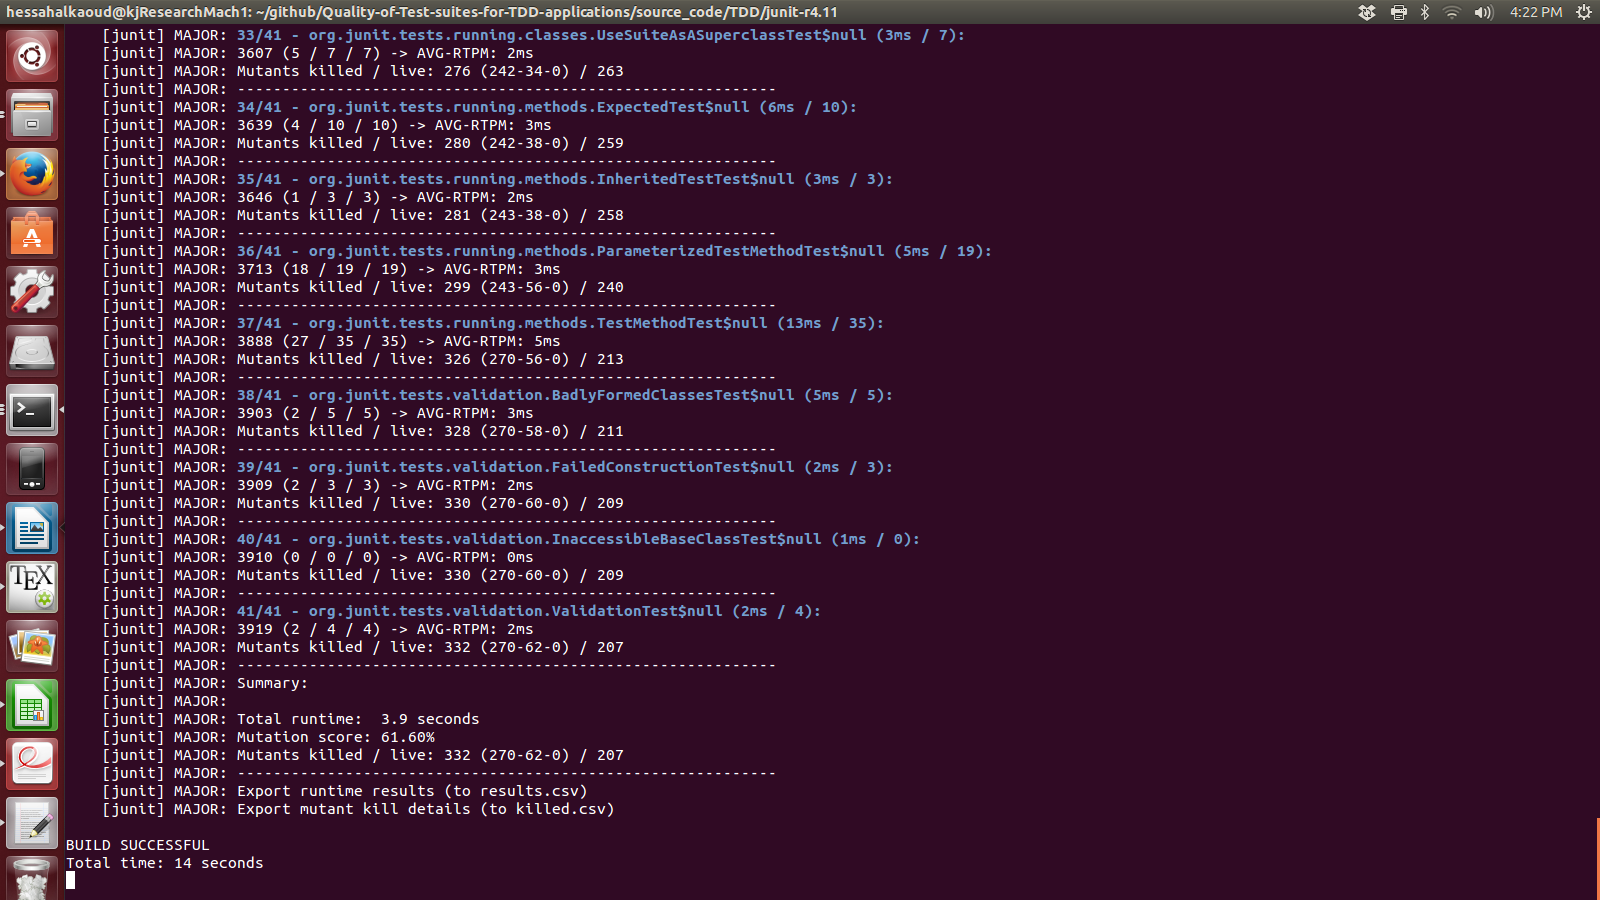 hessahalkaoud@kjResearchMach1: ~/github/Quality-of-Test-suites-for-TDD-applications/source_code/TDD/junit-r4.11 4:22 PM
[junit] MAJOR: 33/41 - org.junit.tests.running.classes.UseSuiteAsASuperclassTest$null (3ms / 7):
[junit] MAJOR: 3607 (5 / 7 / 7) -> AVG-RTPM: 2ms
[junit] MAJOR: Mutants killed / live: 276 (242-34-0) / 263
[junit] MAJOR: ------------------------------------------------------------
[junit] MAJOR: 34/41 - org.junit.tests.running.methods.ExpectedTest$null (6ms / 10):
[junit] MAJOR: 3639 (4 / 10 / 10) -> AVG-RTPM: 3ms
[junit] MAJOR: Mutants killed / live: 280 (242-38-0) / 259
[junit] MAJOR: ------------------------------------------------------------
[junit] MAJOR: 35/41 - org.junit.tests.running.methods.InheritedTestTest$null (3ms / 3):
[junit] MAJOR: 3646 (1 / 3 / 3) -> AVG-RTPM: 2ms
[junit] MAJOR: Mutants killed / live: 281 (243-38-0) / 258
[junit] MAJOR: ------------------------------------------------------------
[junit] MAJOR: 36/41 - org.junit.tests.running.methods.ParameterizedTestMethodTest$null (5ms / 19):
[junit] MAJOR: 3713 (18 / 19 / 19) -> AVG-RTPM: 3ms
[junit] MAJOR: Mutants killed / live: 299 (243-56-0) / 240
[junit] MAJOR: ------------------------------------------------------------
[junit] MAJOR: 37/41 - org.junit.tests.running.methods.TestMethodTest$null (13ms / 35):
[junit] MAJOR: 3888 (27 / 35 / 35) -> AVG-RTPM: 5ms
[junit] MAJOR: Mutants killed / live: 326 (270-56-0) / 213
[junit] MAJOR: ------------------------------------------------------------
[junit] MAJOR: 38/41 - org.junit.tests.validation.BadlyFormedClassesTest$null (5ms / 5):
[junit] MAJOR: 3903 (2 / 5 / 5) -> AVG-RTPM: 3ms
[junit] MAJOR: Mutants killed / live: 328 (270-58-0) / 211
[junit] MAJOR: ------------------------------------------------------------
[junit] MAJOR: 39/41 - org.junit.tests.validation.FailedConstructionTest$null (2ms / 3):
[junit] MAJOR: 3909 (2 / 3 / 3) -> AVG-RTPM: 2ms
[junit] MAJOR: Mutants killed / live: 330 (270-60-0) / 209
[junit] MAJOR: ------------------------------------------------------------
[junit] MAJOR: 40/41 - org.junit.tests.validation.InaccessibleBaseClassTest$null (1ms / 0):
[junit] MAJOR: 3910 (0 / 0 / 0) -> AVG-RTPM: 0ms
[junit] MAJOR: Mutants killed / live: 330 (270-60-0) / 209
[junit] MAJOR: ------------------------------------------------------------
[junit] MAJOR: 41/41 - org.junit.tests.validation.ValidationTest$null (2ms / 4):
[junit] MAJOR: 3919 (2 / 4 / 4) -> AVG-RTPM: 2ms
[junit] MAJOR: Mutants killed / live: 332 (270-62-0) / 207
[junit] MAJOR: ------------------------------------------------------------
[junit] MAJOR: Summary:
[junit] MAJOR:
[junit] MAJOR: Total runtime:  3.9 seconds
[junit] MAJOR: Mutation score: 61.60%
[junit] MAJOR: Mutants killed / live: 332 (270-62-0) / 207
[junit] MAJOR: ------------------------------------------------------------
[junit] MAJOR: Export runtime results (to results.csv)
[junit] MAJOR: Export mutant kill details (to killed.csv)
BUILD SUCCESSFUL
Total time: 14 seconds
TEX